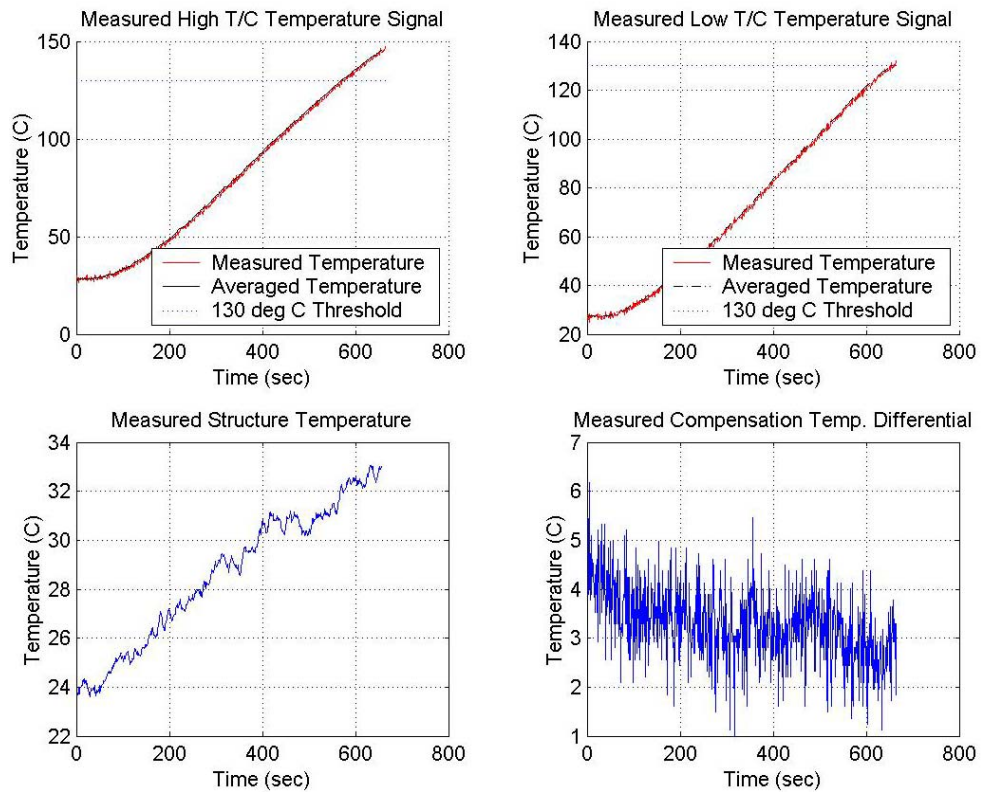 Measured High T/C Temperature Signal
150
100
50
0
Temperature (C)
0 200 400 600 800
Time (sec)
Measured Temperature
Averaged Temperature
130 deg C Threshold
Measured Low T/C Temperature Signal
140
120
100
80
60
40
20
Temperature (C)
0 200 400 600 800
Time (sec)
Measured Temperature
Averaged Temperature
130 deg C Threshold
Measured Structure Temperature
34
32
30
28
26
24
22
Temperature (C)
0 200 400 600 800
Time (sec)
Measured Compensation Temp. Differential
7
6
5
4
3
2
1
Temperature (C)
0 200 400 600 800
Time (sec)